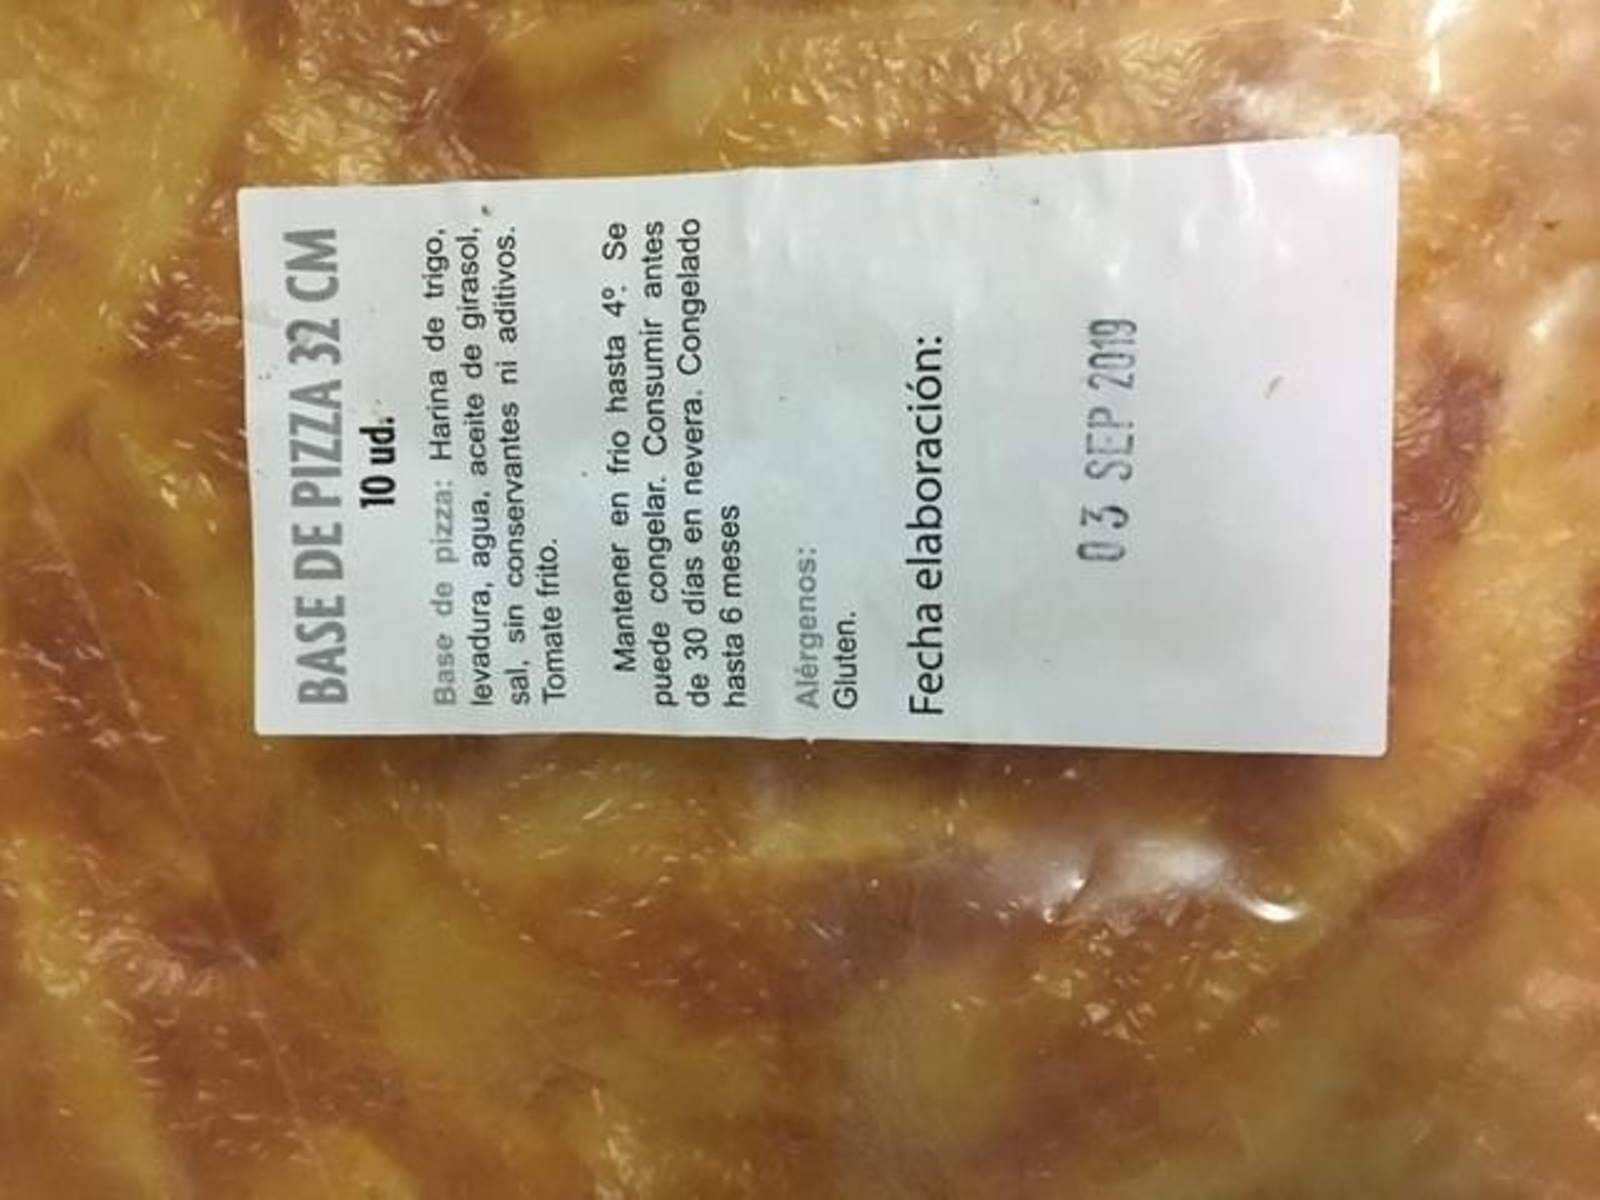 BASE DE PIZZA 32 CM
10 ud.
Base de pizza: Harina de trigo,
levadura, agua, aceite de girasol,
sal, sin conservantes ni aditivos.
Tomate frito.
Mantener en frio hasta 4º. Se
puede congelar. Consumir antes
de 30 días en nevera. Congelado
hasta 6 meses
Alérgenos:
Gluten.
Fecha elaboración:
03 SEP 2019